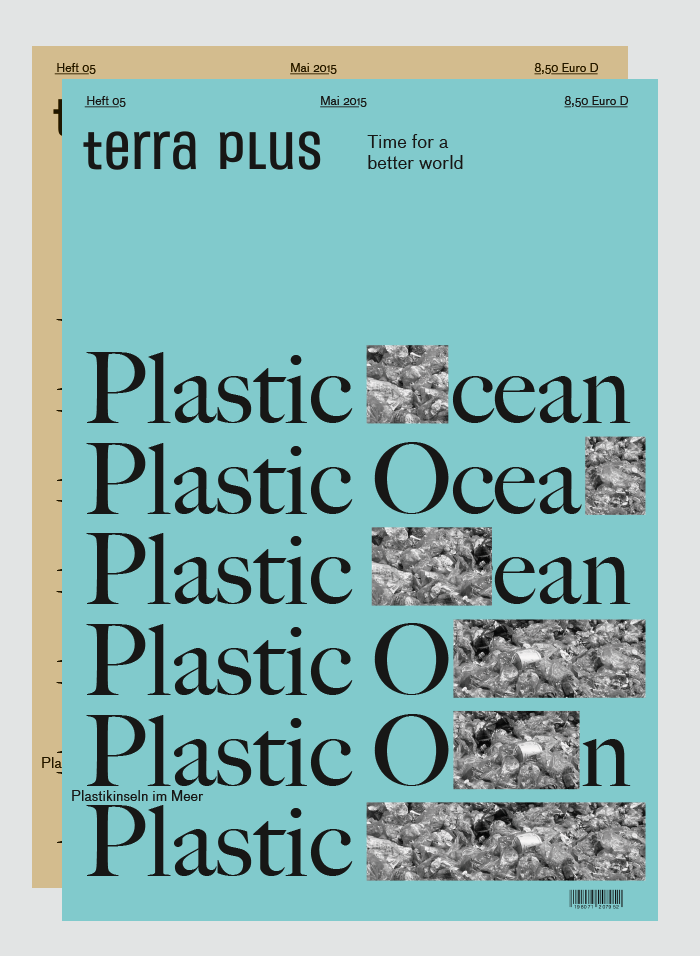 Heft 05 Mai 2015 8,50 Euro D
Heft 05 Mai 2015 8,50 Euro D
t
terra plus
Time for a
better world
Plastic cean
Plastic Ocea
Plastic ean
Plastic O
Plastic O n
Pla
Plastikinseln im Meer
Plastic